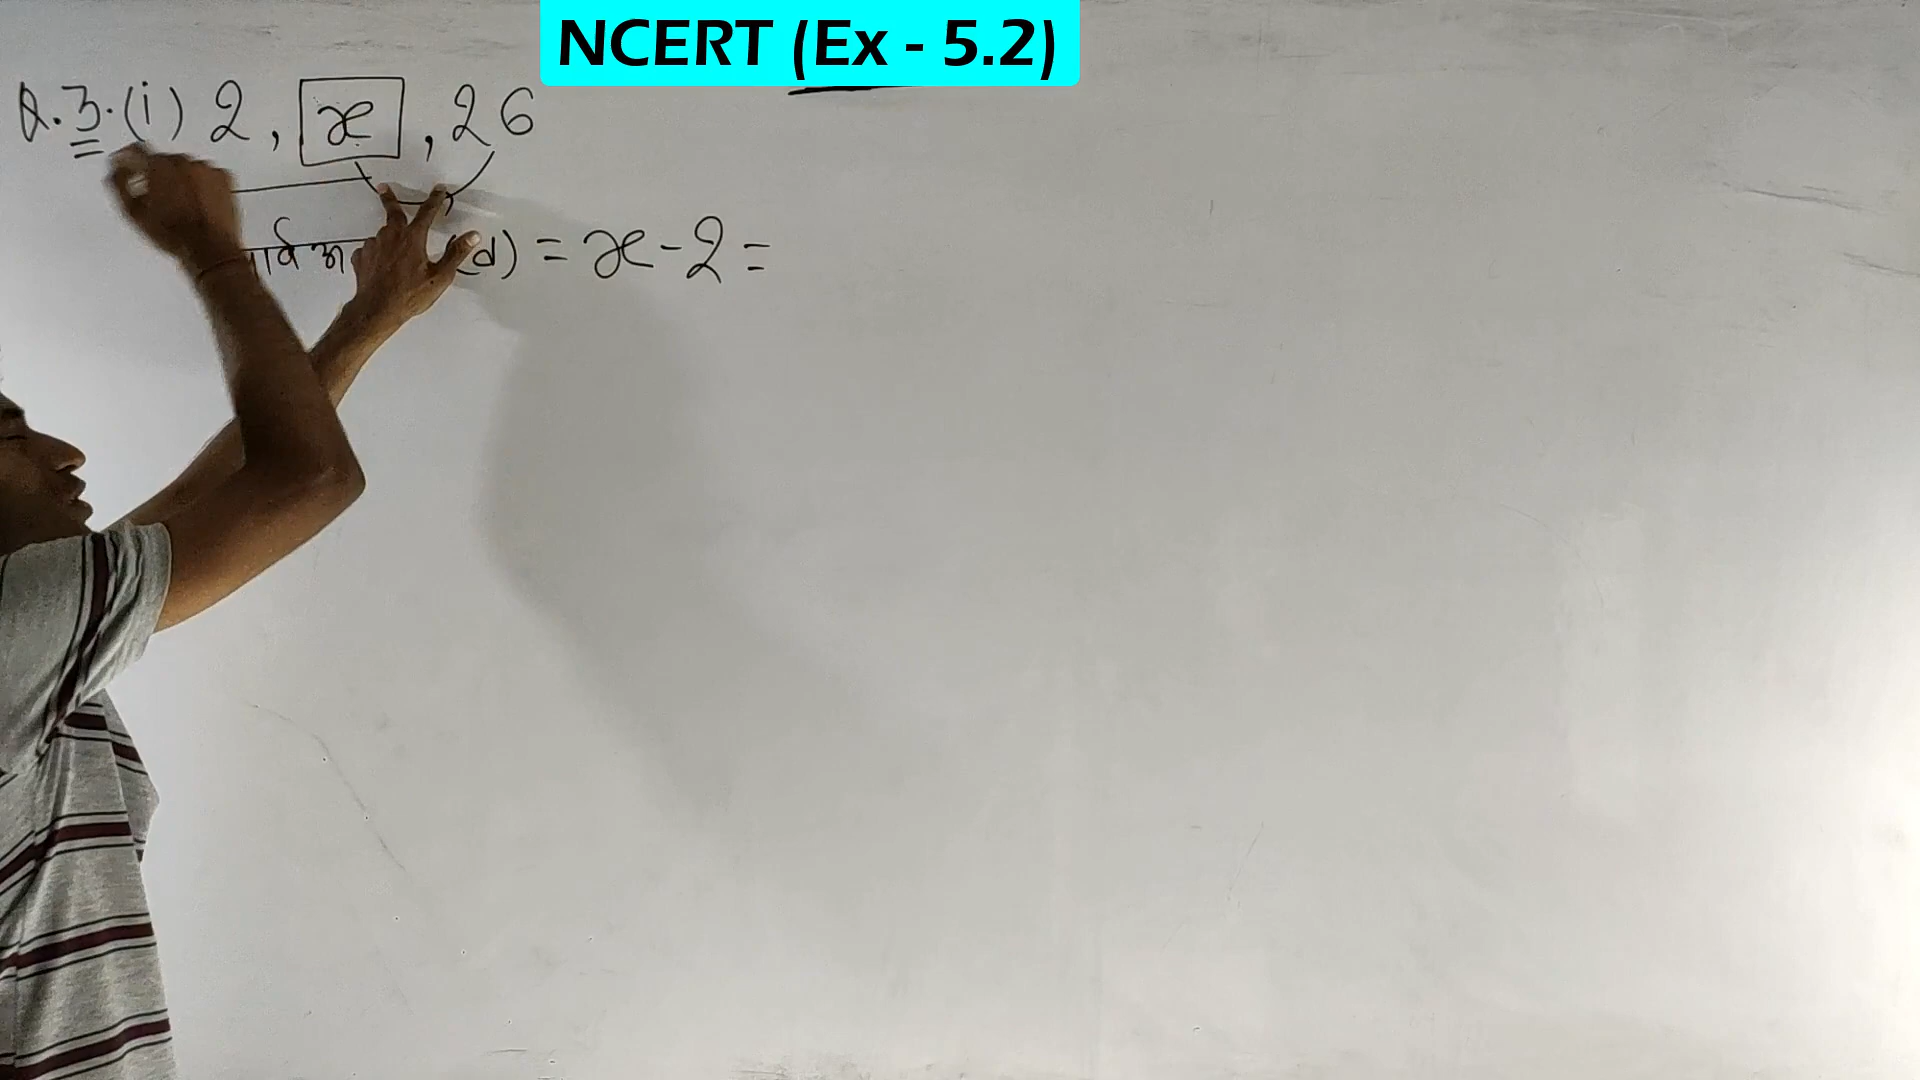 NCERT (Ex - 5.2)
Q.3.(i) 2, x, 26
(d) = x - 2 =